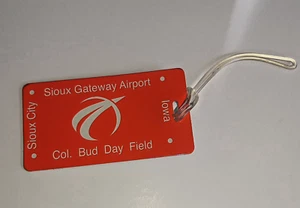 Sioux Gateway Airport
Sioux City
Iowa
Col. Bud Day Field